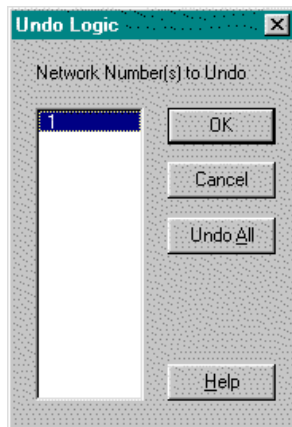 Undo Logic
Network Number(s) to Undo
1
OK
Cancel
Undo All
Help